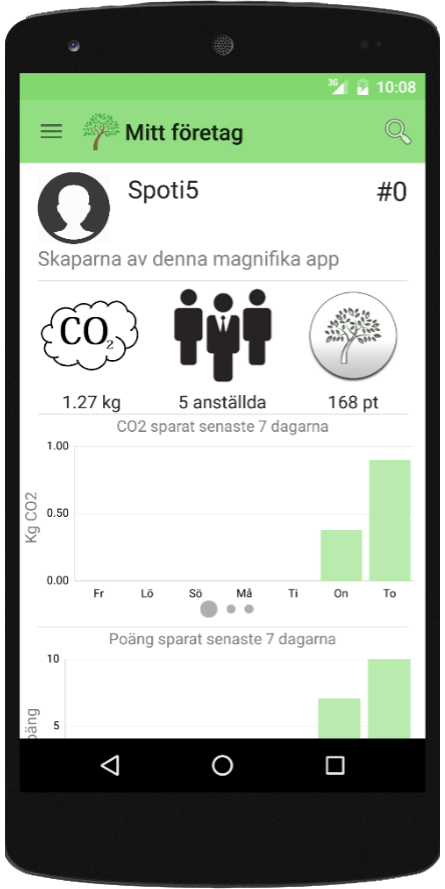 3G 10:08
Mitt företag
Spoti5 #0
Skaparna av denna magnifika app
CO2
1.27 kg 5 anställda 168 pt
CO2 sparat senaste 7 dagarna
1.00
0.50
0.00
Kg CO2
Fr Lö Sö Må Ti On To
Poäng sparat senaste 7 dagarna
10
5
oäng